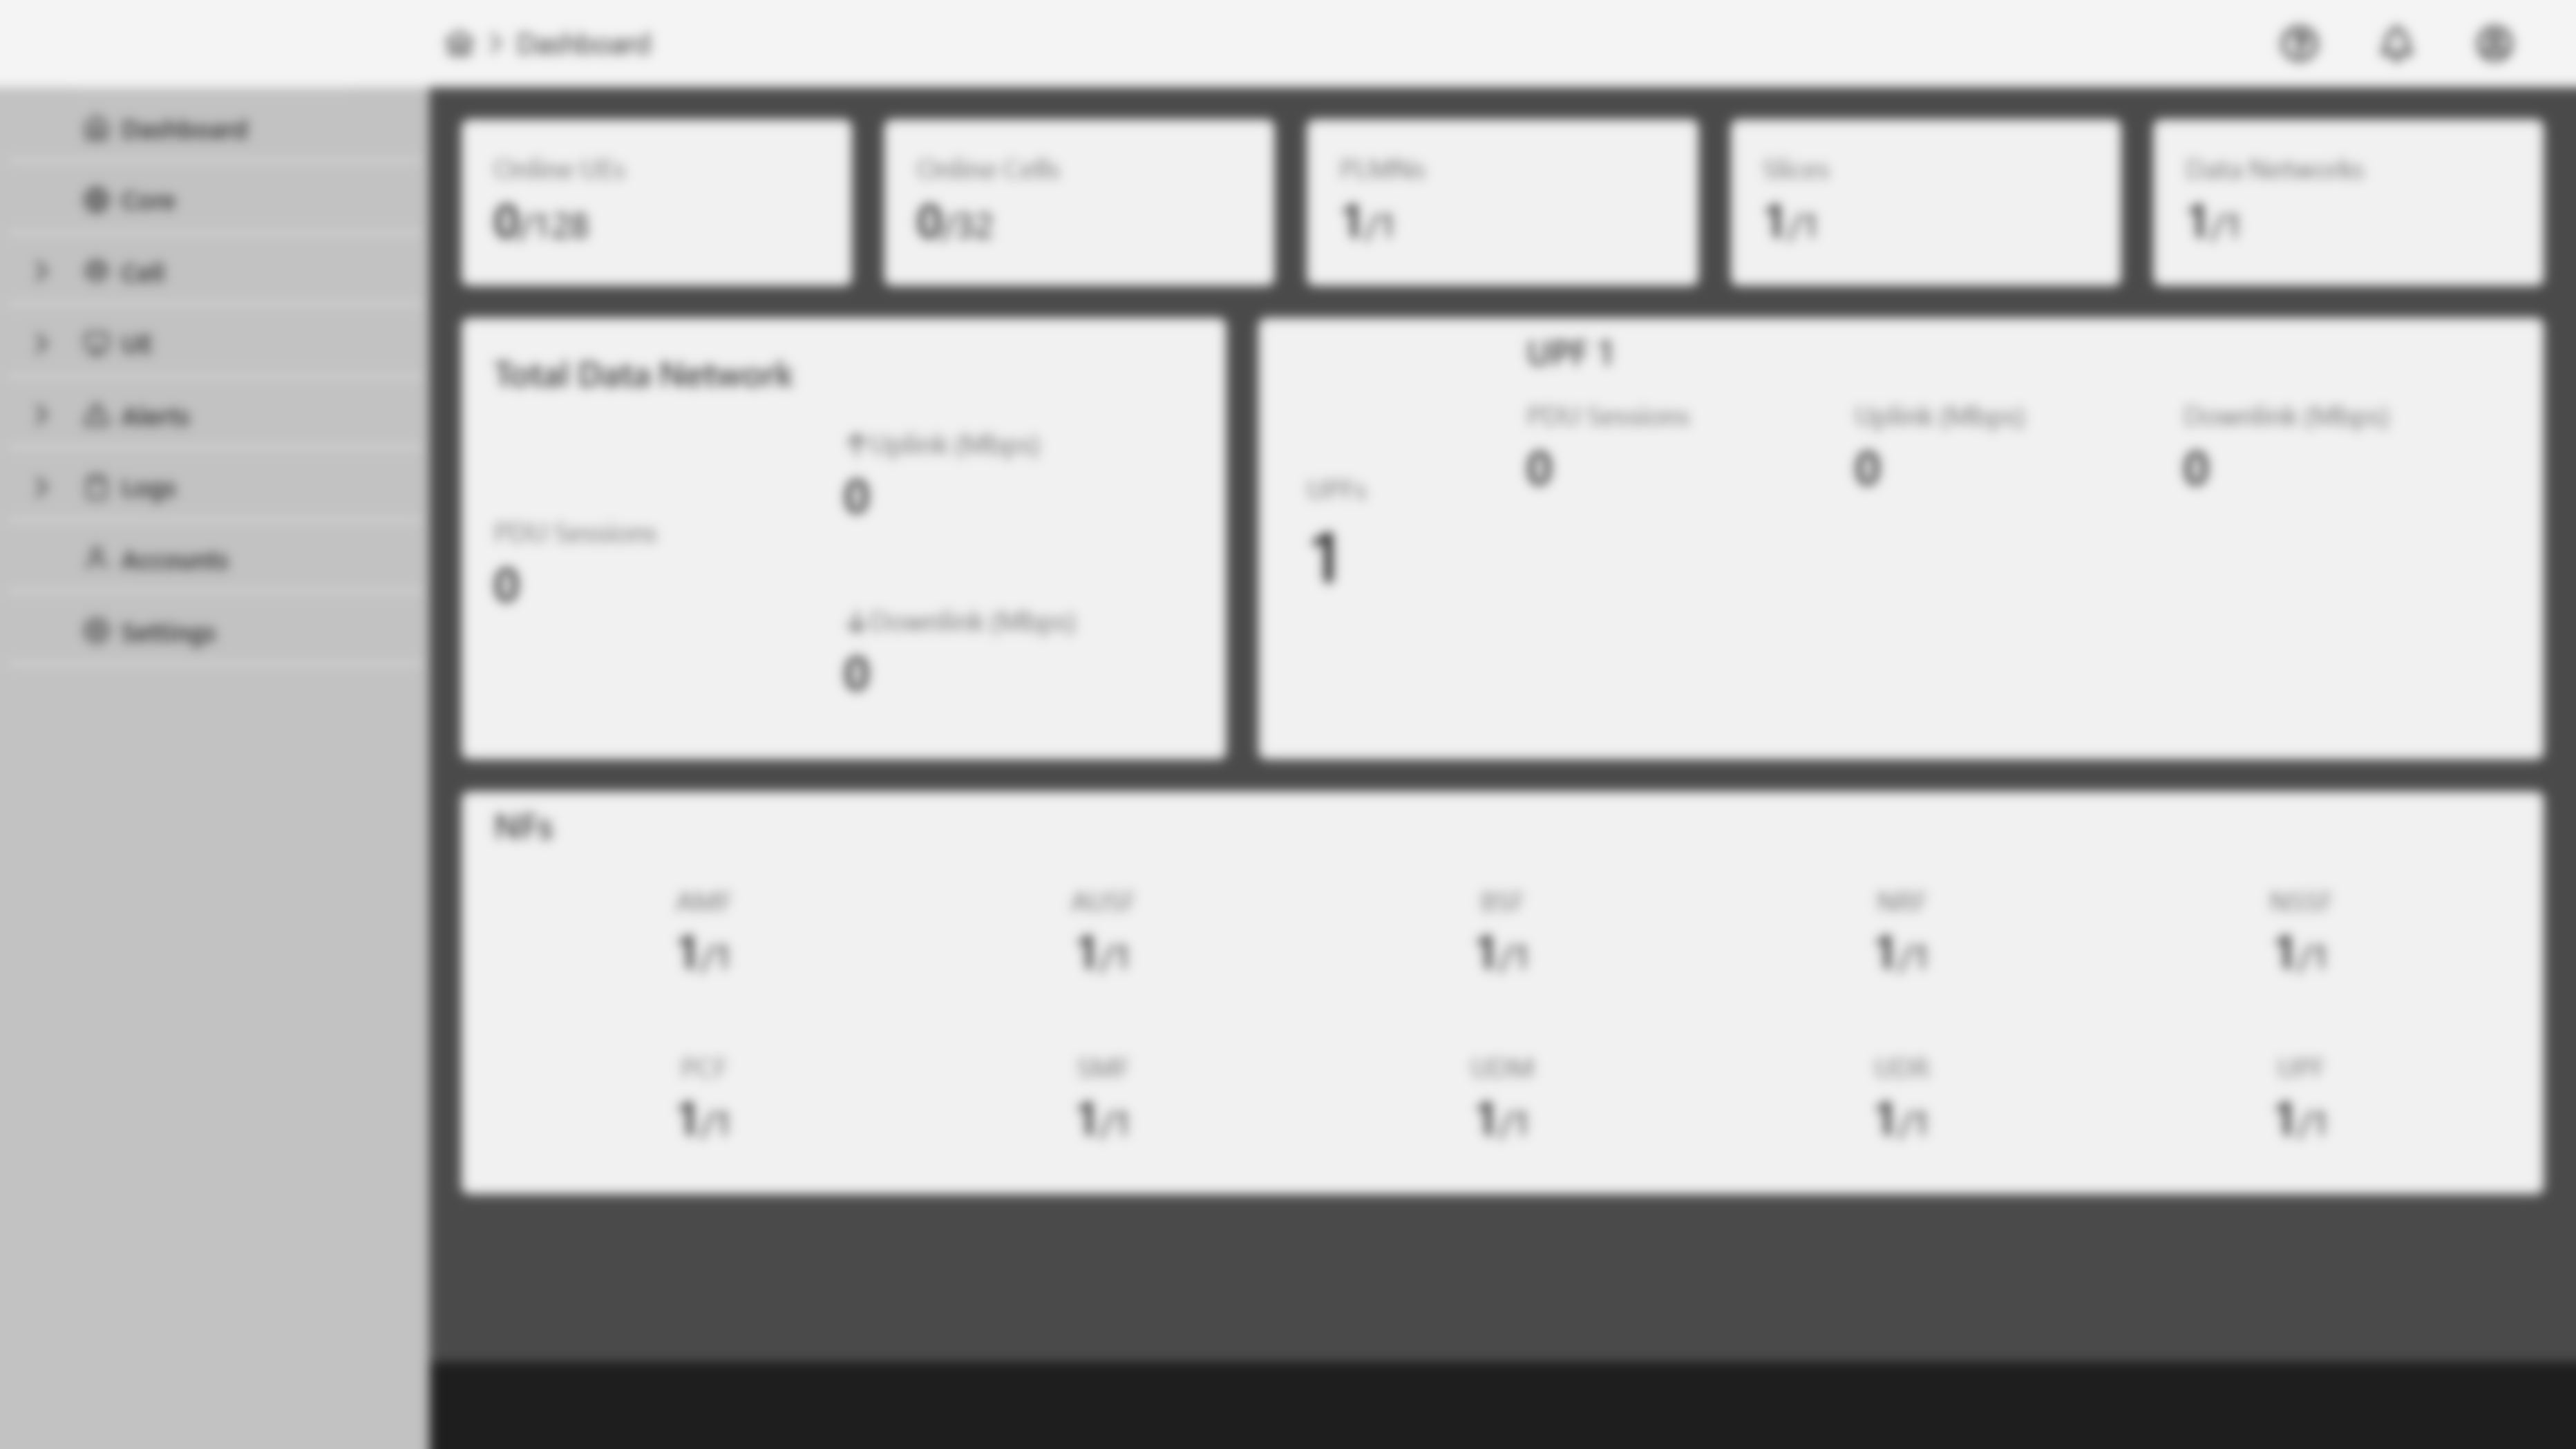 Dashboard
Dashboard
Core
Cell
UE
Alerts
Logs
Accounts
Settings
Online UEs
0/128
Online Cells
0/32
PLMNs
1/1
Slices
1/1
Data Networks
1/1
Total Data Network
PDU Sessions
0
↑Uplink (Mbps)
0
↓Downlink (Mbps)
0
UPFs
1
UPF 1
PDU Sessions
0
Uplink (Mbps)
0
Downlink (Mbps)
0
NFs
AMF
1/1
AUSF
1/1
BSF
1/1
NRF
1/1
NSSF
1/1
PCF
1/1
SMF
1/1
UDM
1/1
UDR
1/1
UPF
1/1